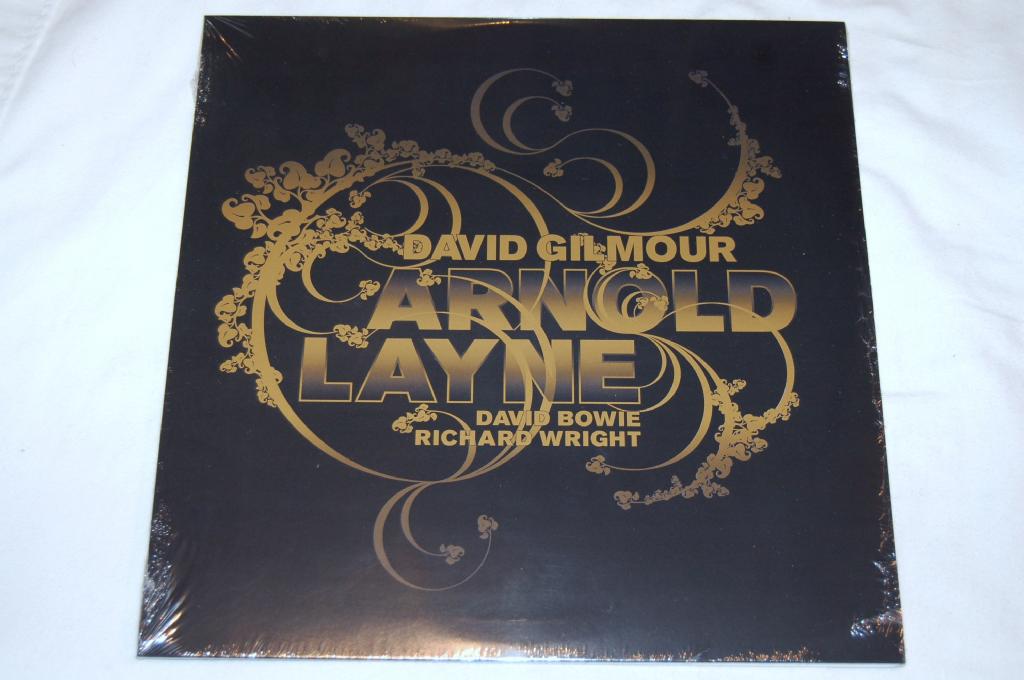 DAVID GILMOUR
ARNOLD
LAYNE
DAVID BOWIE
RICHARD WRIGHT